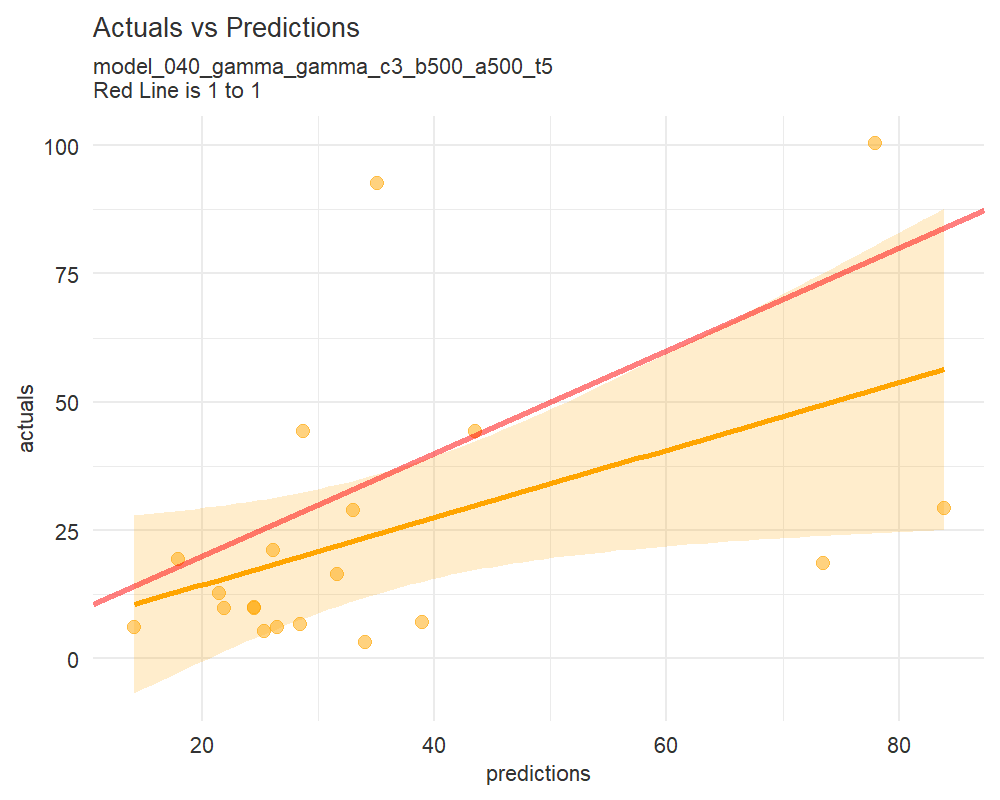 Actuals vs Predictions
model_040_gamma_gamma_c3_b500_a500_t5
Red Line is 1 to 1
100
75
50
25
0
actuals
20 40 60 80
predictions